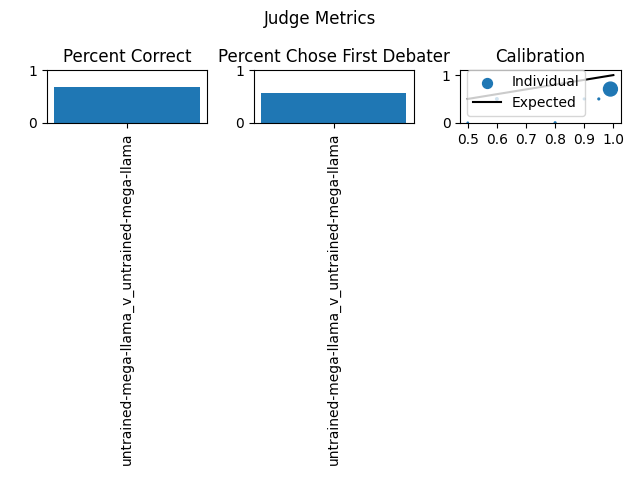 Judge Metrics
Percent Correct
1
0
untrained-mega-llama_v_untrained-mega-llama
Percent Chose First Debater
1
0
untrained-mega-llama_v_untrained-mega-llama
Calibration
1
0
Individual
Expected
0.5 0.6 0.7 0.8 0.9 1.0